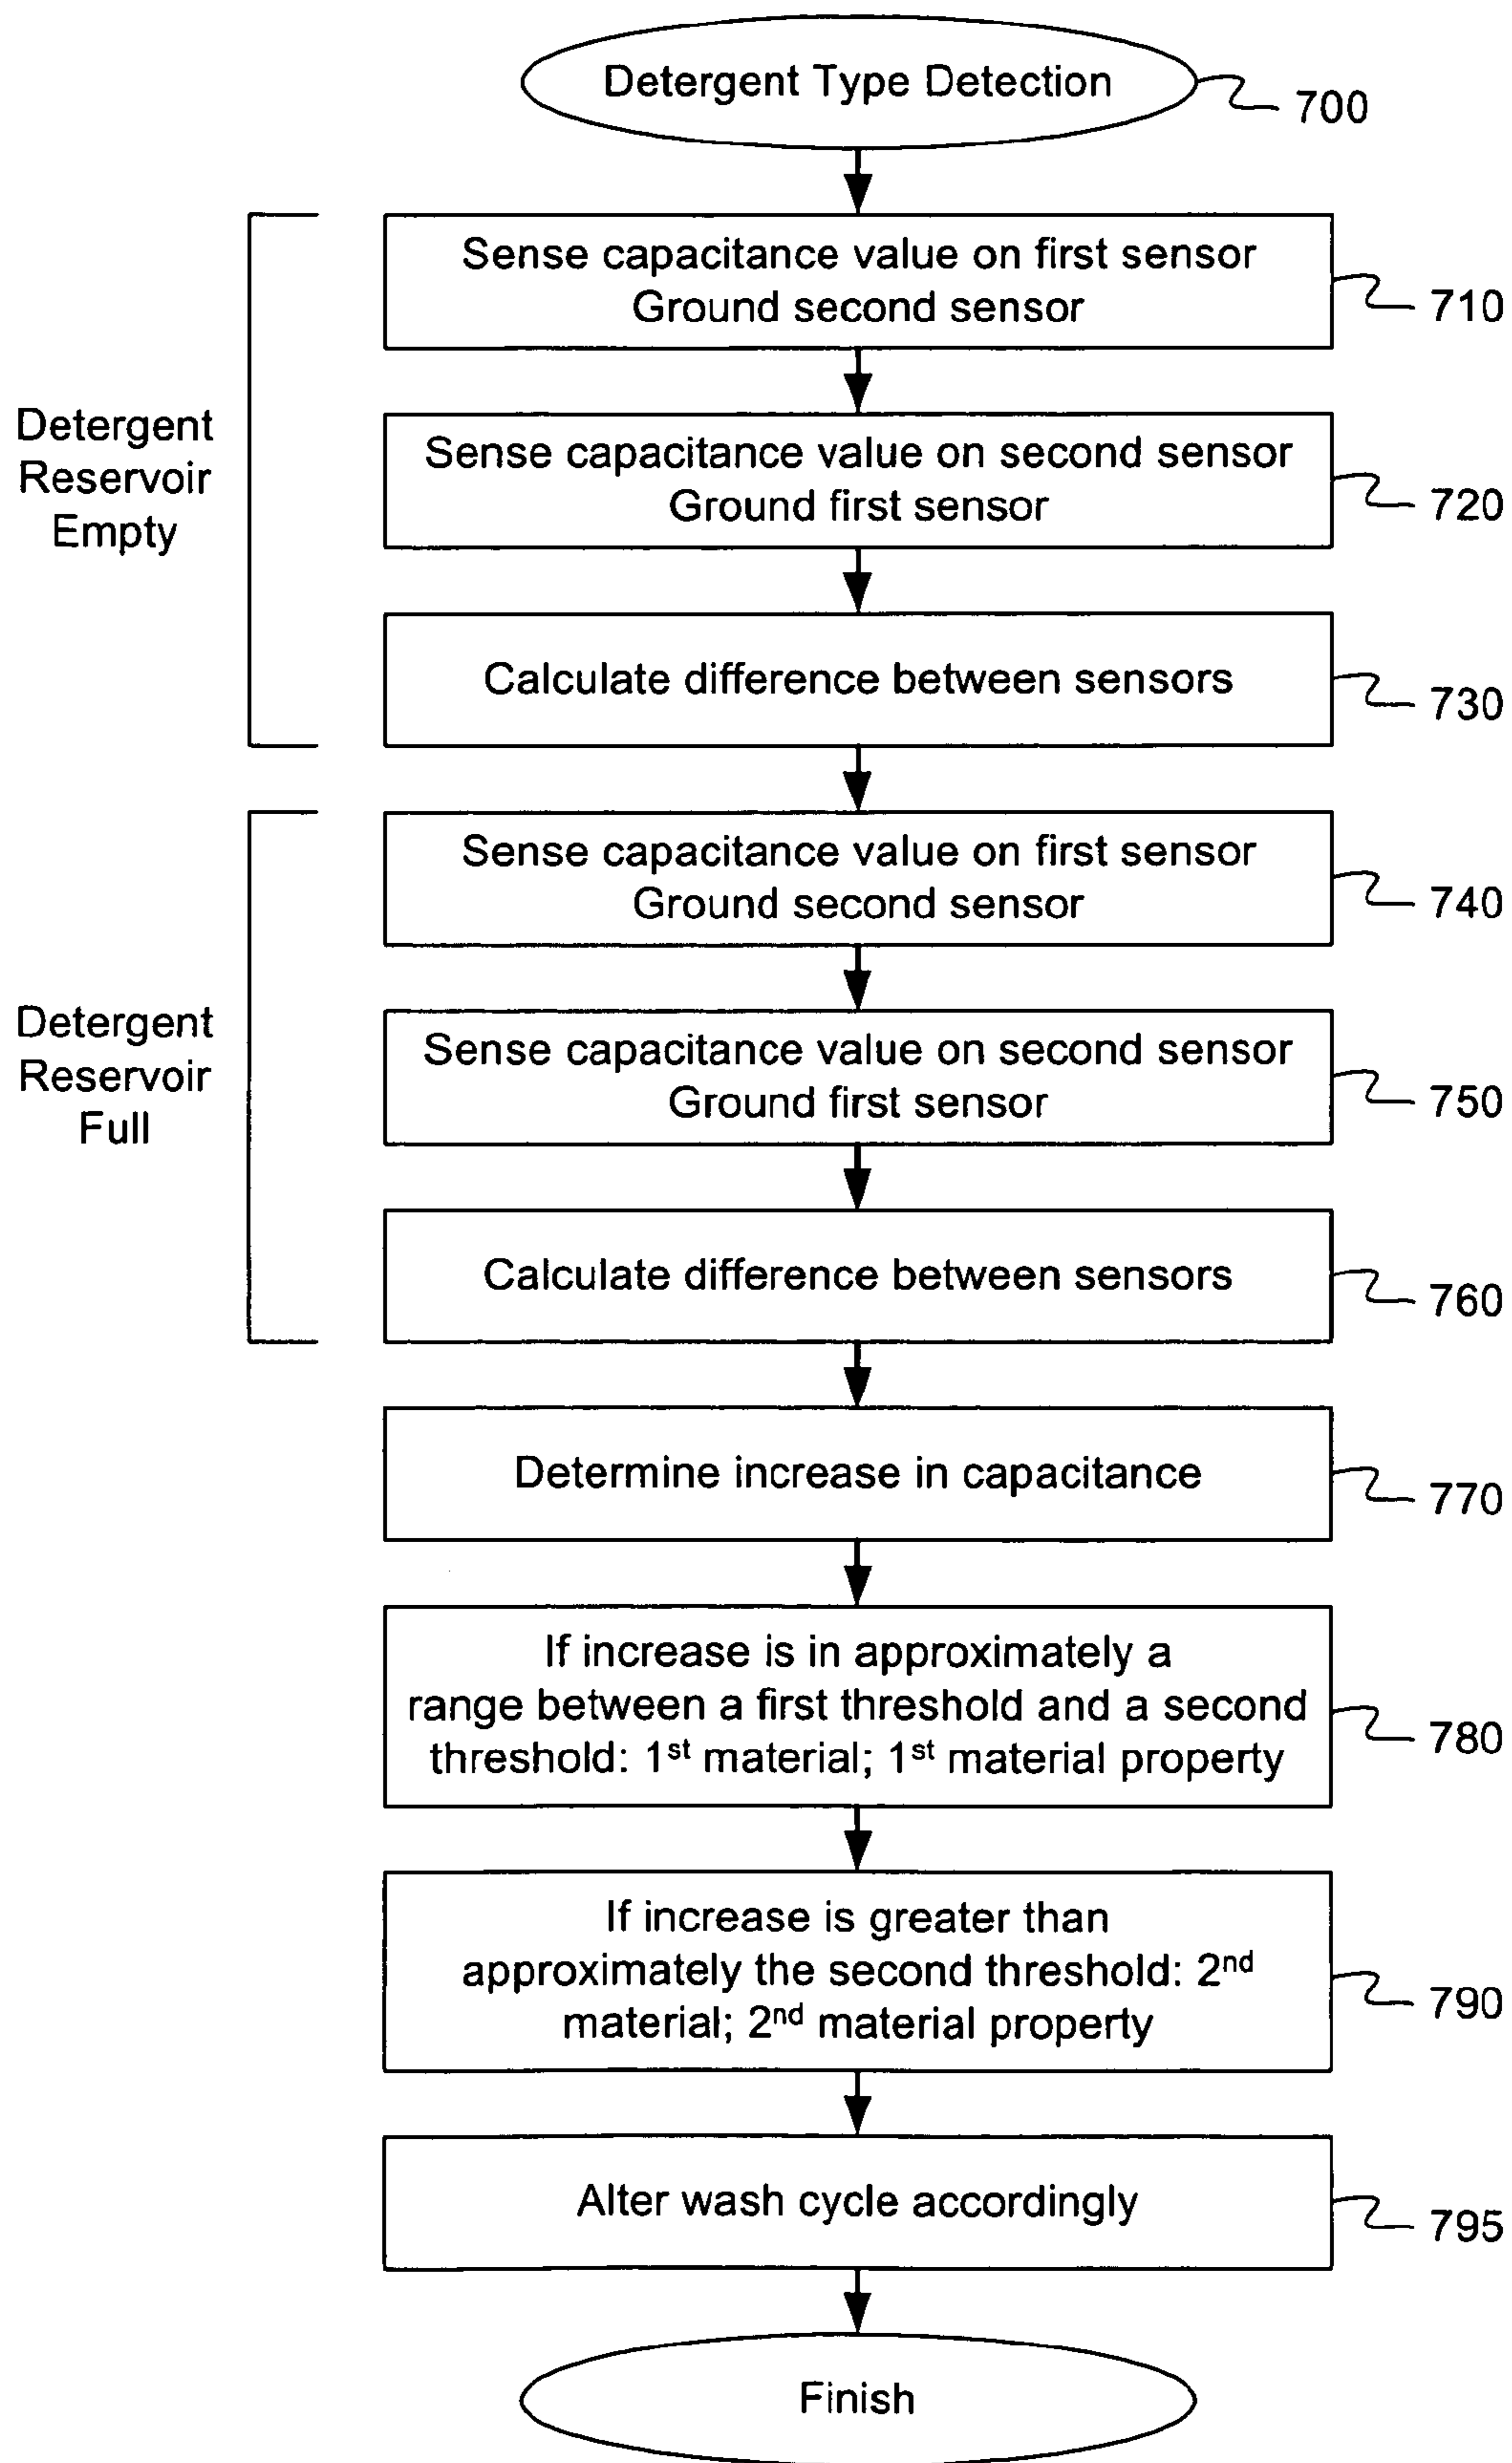 Detergent Type Detection
700
Sense capacitance value on first sensor
Ground second sensor
710
Detergent
Reservoir
Empty
Sense capacitance value on second sensor
Ground first sensor
720
Calculate difference between sensors
730
Sense capacitance value on first sensor
Ground second sensor
740
Detergent
Reservoir
Full
Sense capacitance value on second sensor
Ground first sensor
750
Calculate difference between sensors
760
Determine increase in capacitance
770
If increase is in approximately a
range between a first threshold and a second
threshold: 1st material; 1st material property
780
If increase is greater than
approximately the second threshold: 2nd
material; 2nd material property
790
Alter wash cycle accordingly
795
Finish